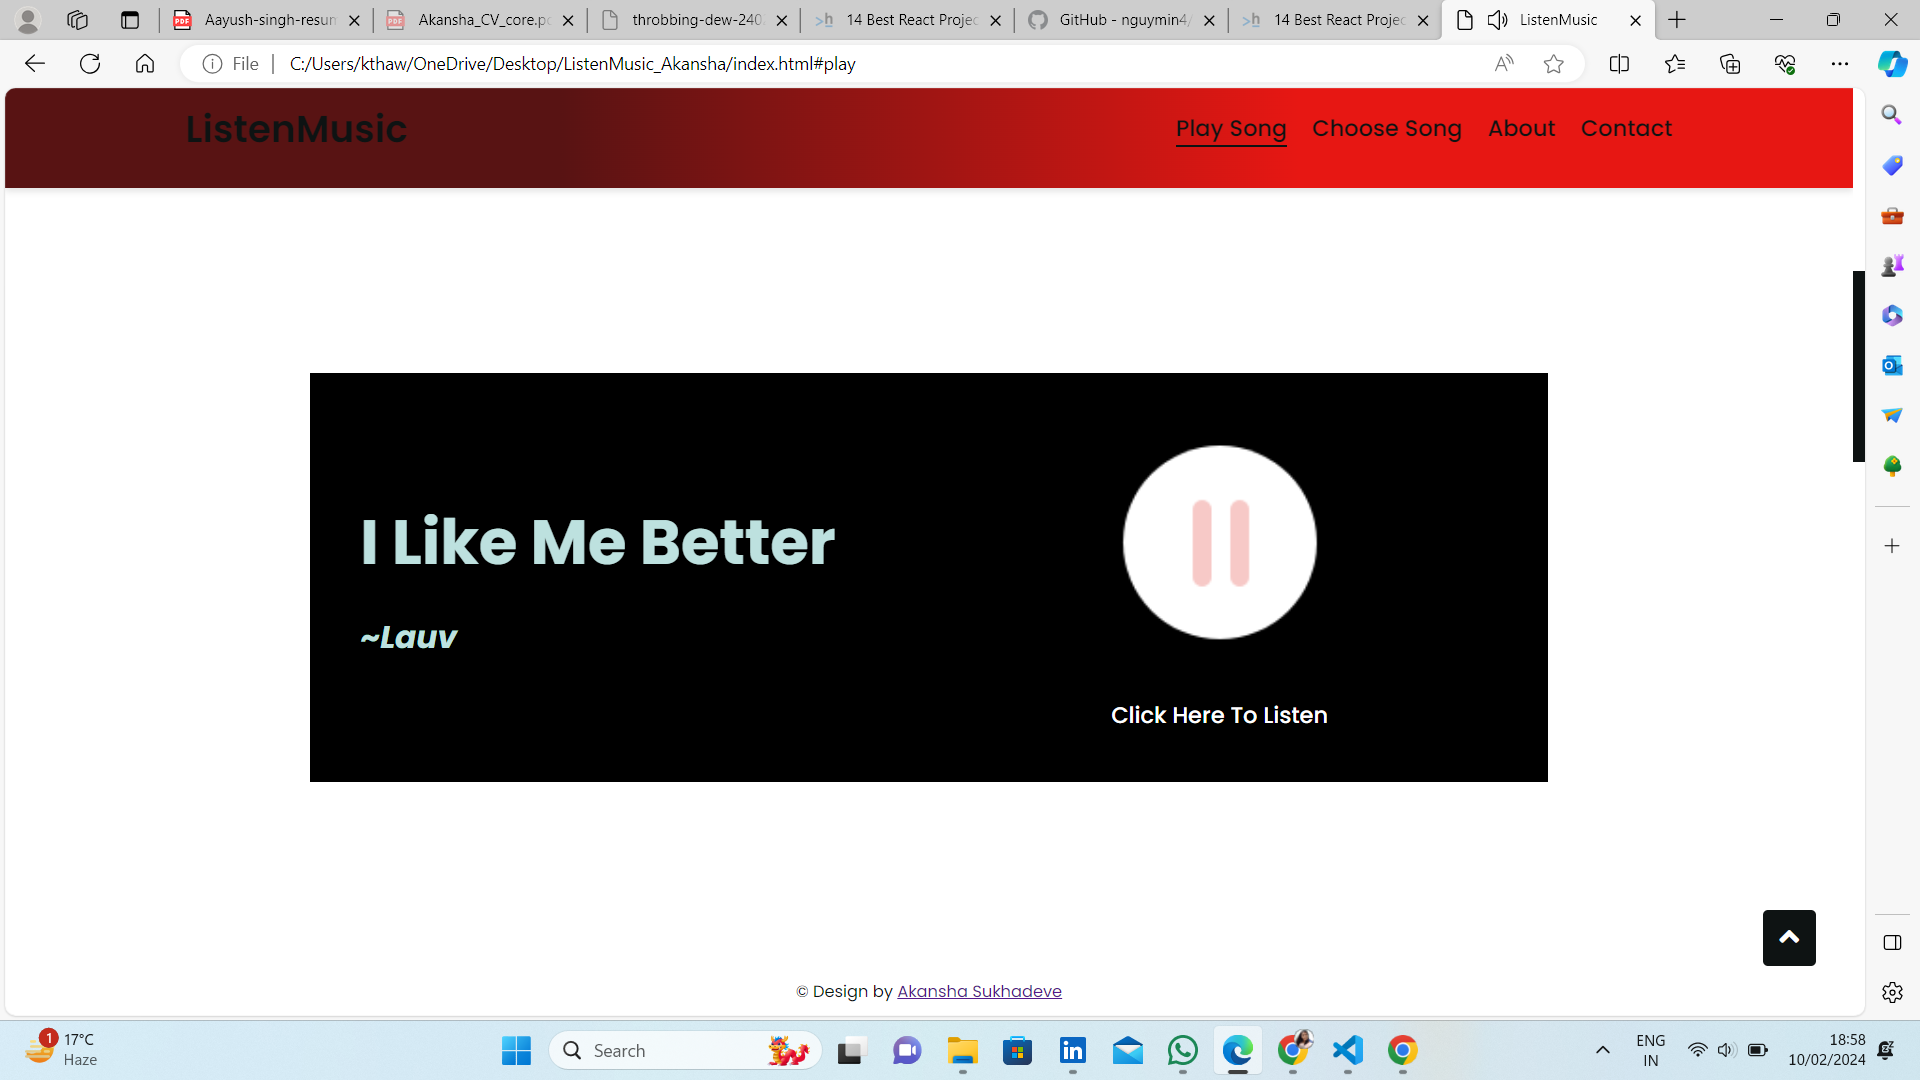 Aayush-singh-resum
Akansha_CV_core.pd
throbbing-dew-240
14 Best React Projec
GitHub - nguymin4/
14 Best React Projec
ListenMusic
File
C:/Users/kthaw/OneDrive/Desktop/ListenMusic_Akansha/index.html#play
ListenMusic
Play Song Choose Song About Contact
I Like Me Better
~Lauv
Click Here To Listen
© Design by Akansha Sukhadeve
1
17°C
Haze
Search
ENG
IN
18:58
10/02/2024